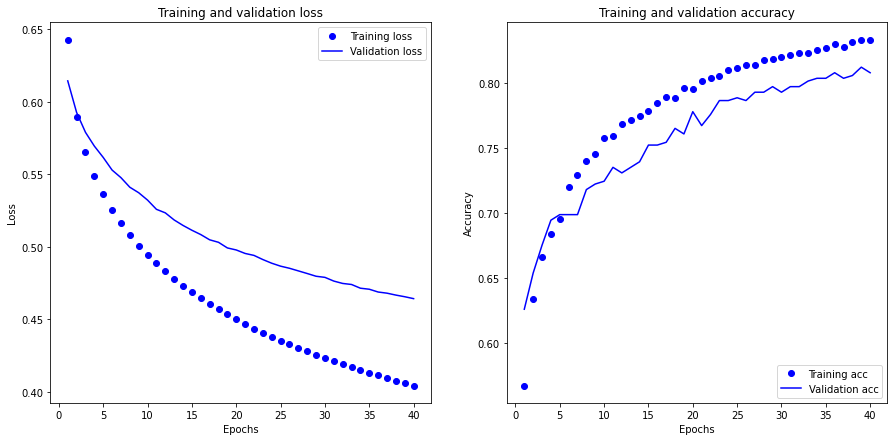 Training and validation loss
0.65
0.60
0.55
0.50
0.45
0.40
Loss
Training loss
Validation loss
0
5
10
15
20
25
30
35
40
Epochs
Training and validation accuracy
0.80
0.75
0.70
0.65
0.60
Accuracy
Training acc
Validation acc
0
5
10
15
20
25
30
35
40
Epochs